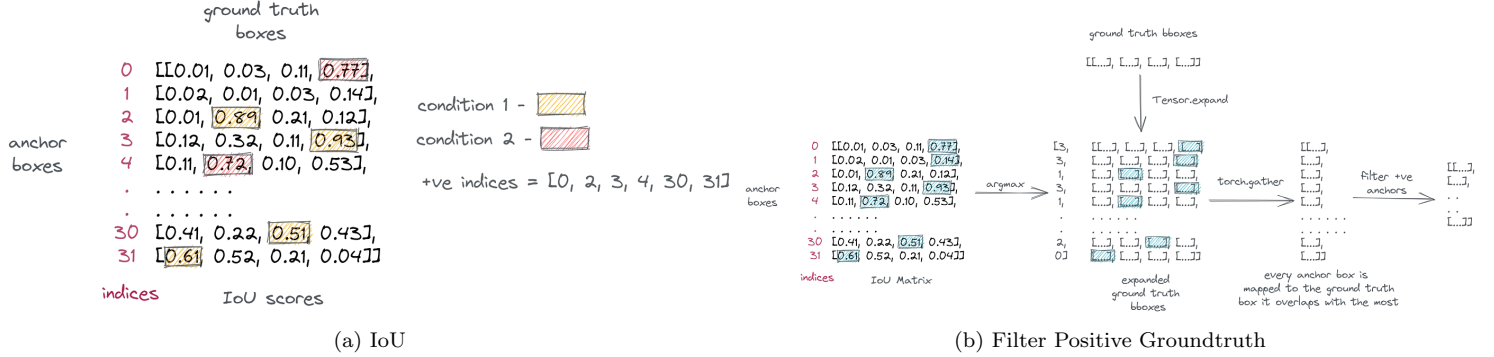 ground truth
boxes
0 [[0.01, 0.03, 0.11, 0.77],
1 [0.02, 0.01, 0.03, 0.14],
2 [0.01, 0.89, 0.21, 0.12],
3 [0.12, 0.32, 0.11, 0.93],
4 [0.11, 0.72, 0.10, 0.53],
. . . . . . .
. . . . . . .
30 [0.41, 0.22, 0.51, 0.43],
31 [0.61, 0.52, 0.21, 0.04]]
anchor
boxes
indices
IoU scores
condition 1 -
condition 2 -
+ve indices = [0, 2, 3, 4, 30, 31]
(a) IoU
ground truth bboxes
[[...], [...], [...], [...]]
Tensor.expand
0 [[0.01, 0.03, 0.11, 0.77],
1 [0.02, 0.01, 0.03, 0.14],
2 [0.01, 0.89, 0.21, 0.12],
3 [0.12, 0.32, 0.11, 0.93],
4 [0.11, 0.72, 0.10, 0.53],
. . . . . . .
30 [0.41, 0.22, 0.51, 0.43],
31 [0.61, 0.52, 0.21, 0.04]]
anchor
boxes
indices
IoU Matrix
argmax
[3, [[...], [...], [...], [...],
3, [...], [...], [...], [...],
1, [...], [...], [...], [...],
3, [...], [...], [...], [...],
1, [...], [...], [...], [...],
. . . . . . .
2, [...], [...], [...], [...],
0] [...], [...], [...], [...]]
expanded
ground truth
bboxes
torch.gather
[[...],
[...],
[...],
[...],
[...],
. . . . . .
[...],
[...]]
every anchor box is
mapped to the ground truth
box it overlaps with the most
filter +ve
anchors
[[...],
[...],
. .
.
[...]]
(b) Filter Positive Groundtruth